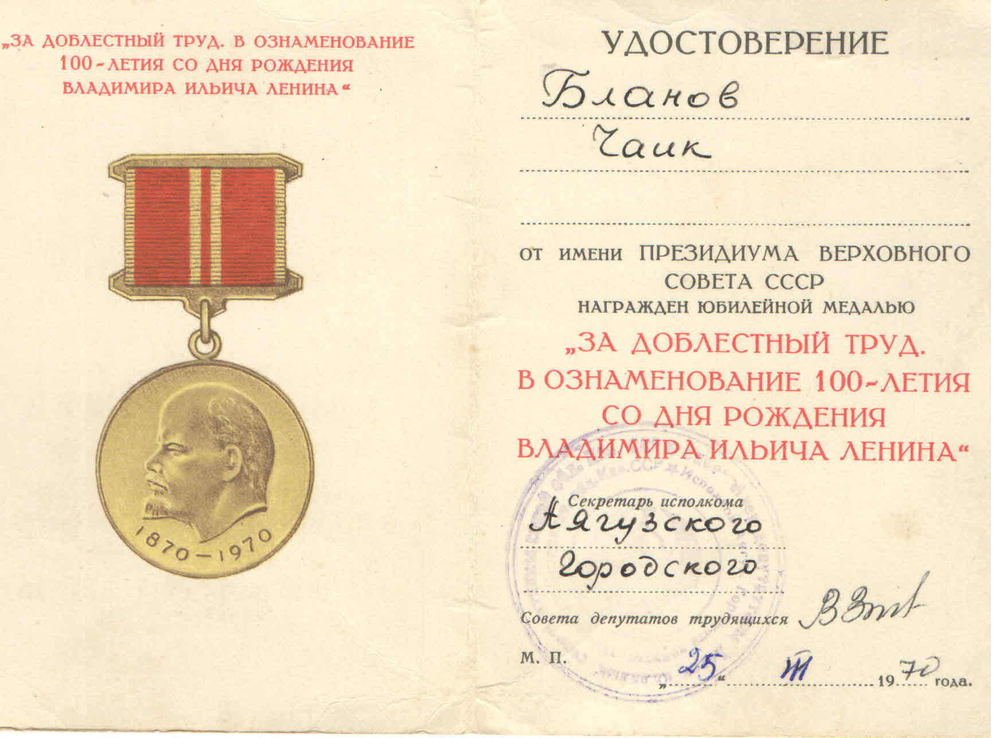 „ЗА ДОБЛЕСТНЫЙ ТРУД. В ОЗНАМЕНОВАНИЕ
100-ЛЕТИЯ СО ДНЯ РОЖДЕНИЯ
ВЛАДИМИРА ИЛЬИЧА ЛЕНИНА“
1870–1970
УДОСТОВЕРЕНИЕ
Бланов
Чаик
ОТ ИМЕНИ ПРЕЗИДИУМА ВЕРХОВНОГО
СОВЕТА СССР
НАГРАЖДЕН ЮБИЛЕЙНОЙ МЕДАЛЬЮ
„ЗА ДОБЛЕСТНЫЙ ТРУД.
В ОЗНАМЕНОВАНИЕ 100-ЛЕТИЯ
СО ДНЯ РОЖДЕНИЯ
ВЛАДИМИРА ИЛЬИЧА ЛЕНИНА“
Секретарь исполкома
Аягузского
Городского
Совета депутатов трудящихся
М. П.
„25“ III 1970 года.